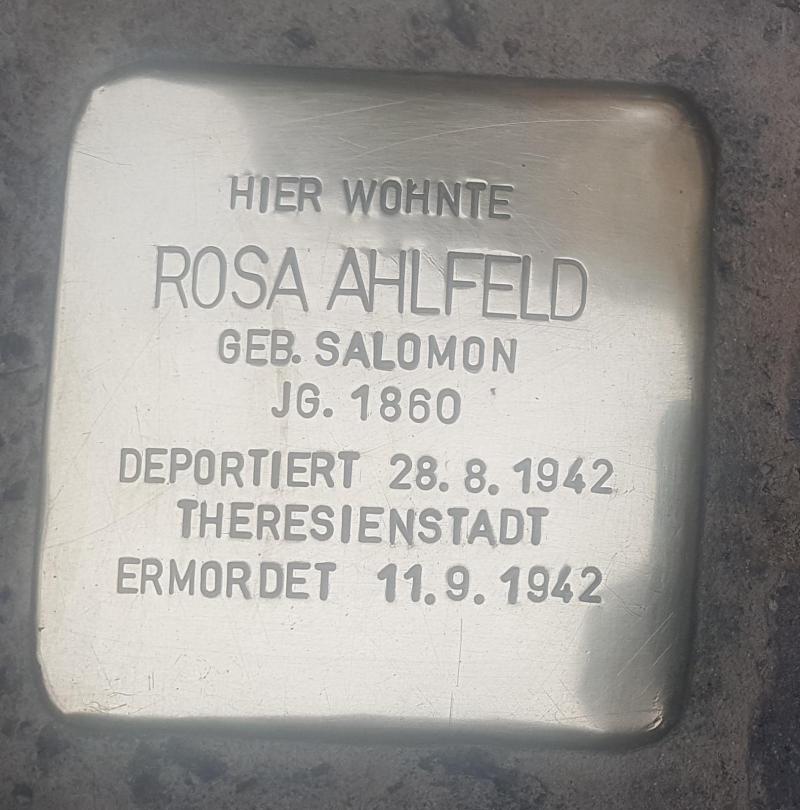 HIER WOHNTE
ROSA AHLFELD
GEB. SALOMON
JG. 1860
DEPORTIERT 28.8.1942
THERESIENSTADT
ERMORDET 11.9.1942